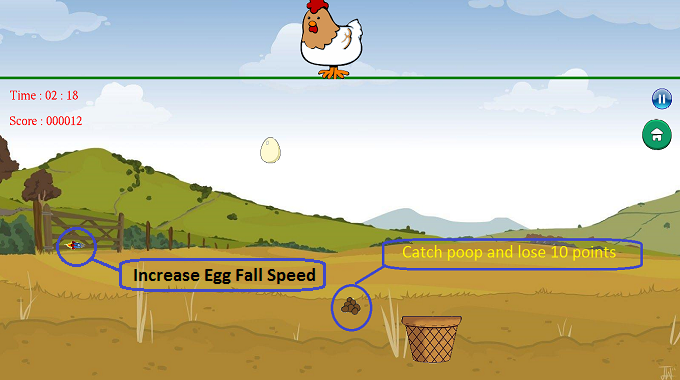 Time : 02 : 18
Score : 000012
Catch poop and lose 10 points
Increase Egg Fall Speed